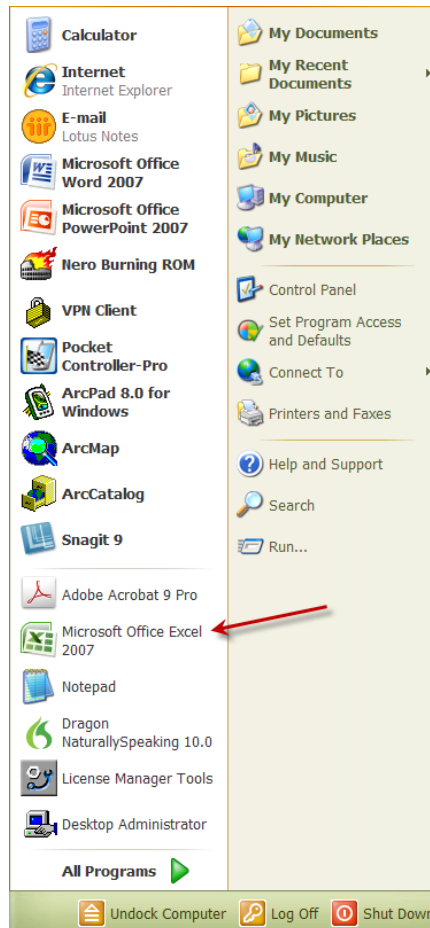 Calculator
Internet
Internet Explorer
E-mail
Lotus Notes
Microsoft Office
Word 2007
Microsoft Office
PowerPoint 2007
Nero Burning ROM
VPN Client
Pocket
Controller-Pro
ArcPad 8.0 for
Windows
ArcMap
ArcCatalog
Snagit 9
Adobe Acrobat 9 Pro
Microsoft Office Excel
2007
Notepad
Dragon
NaturallySpeaking 10.0
License Manager Tools
Desktop Administrator
All Programs
My Documents
My Recent
Documents
My Pictures
My Music
My Computer
My Network Places
Control Panel
Set Program Access
and Defaults
Connect To
Printers and Faxes
Help and Support
Search
Run...
Undock Computer
Log Off
Shut Down